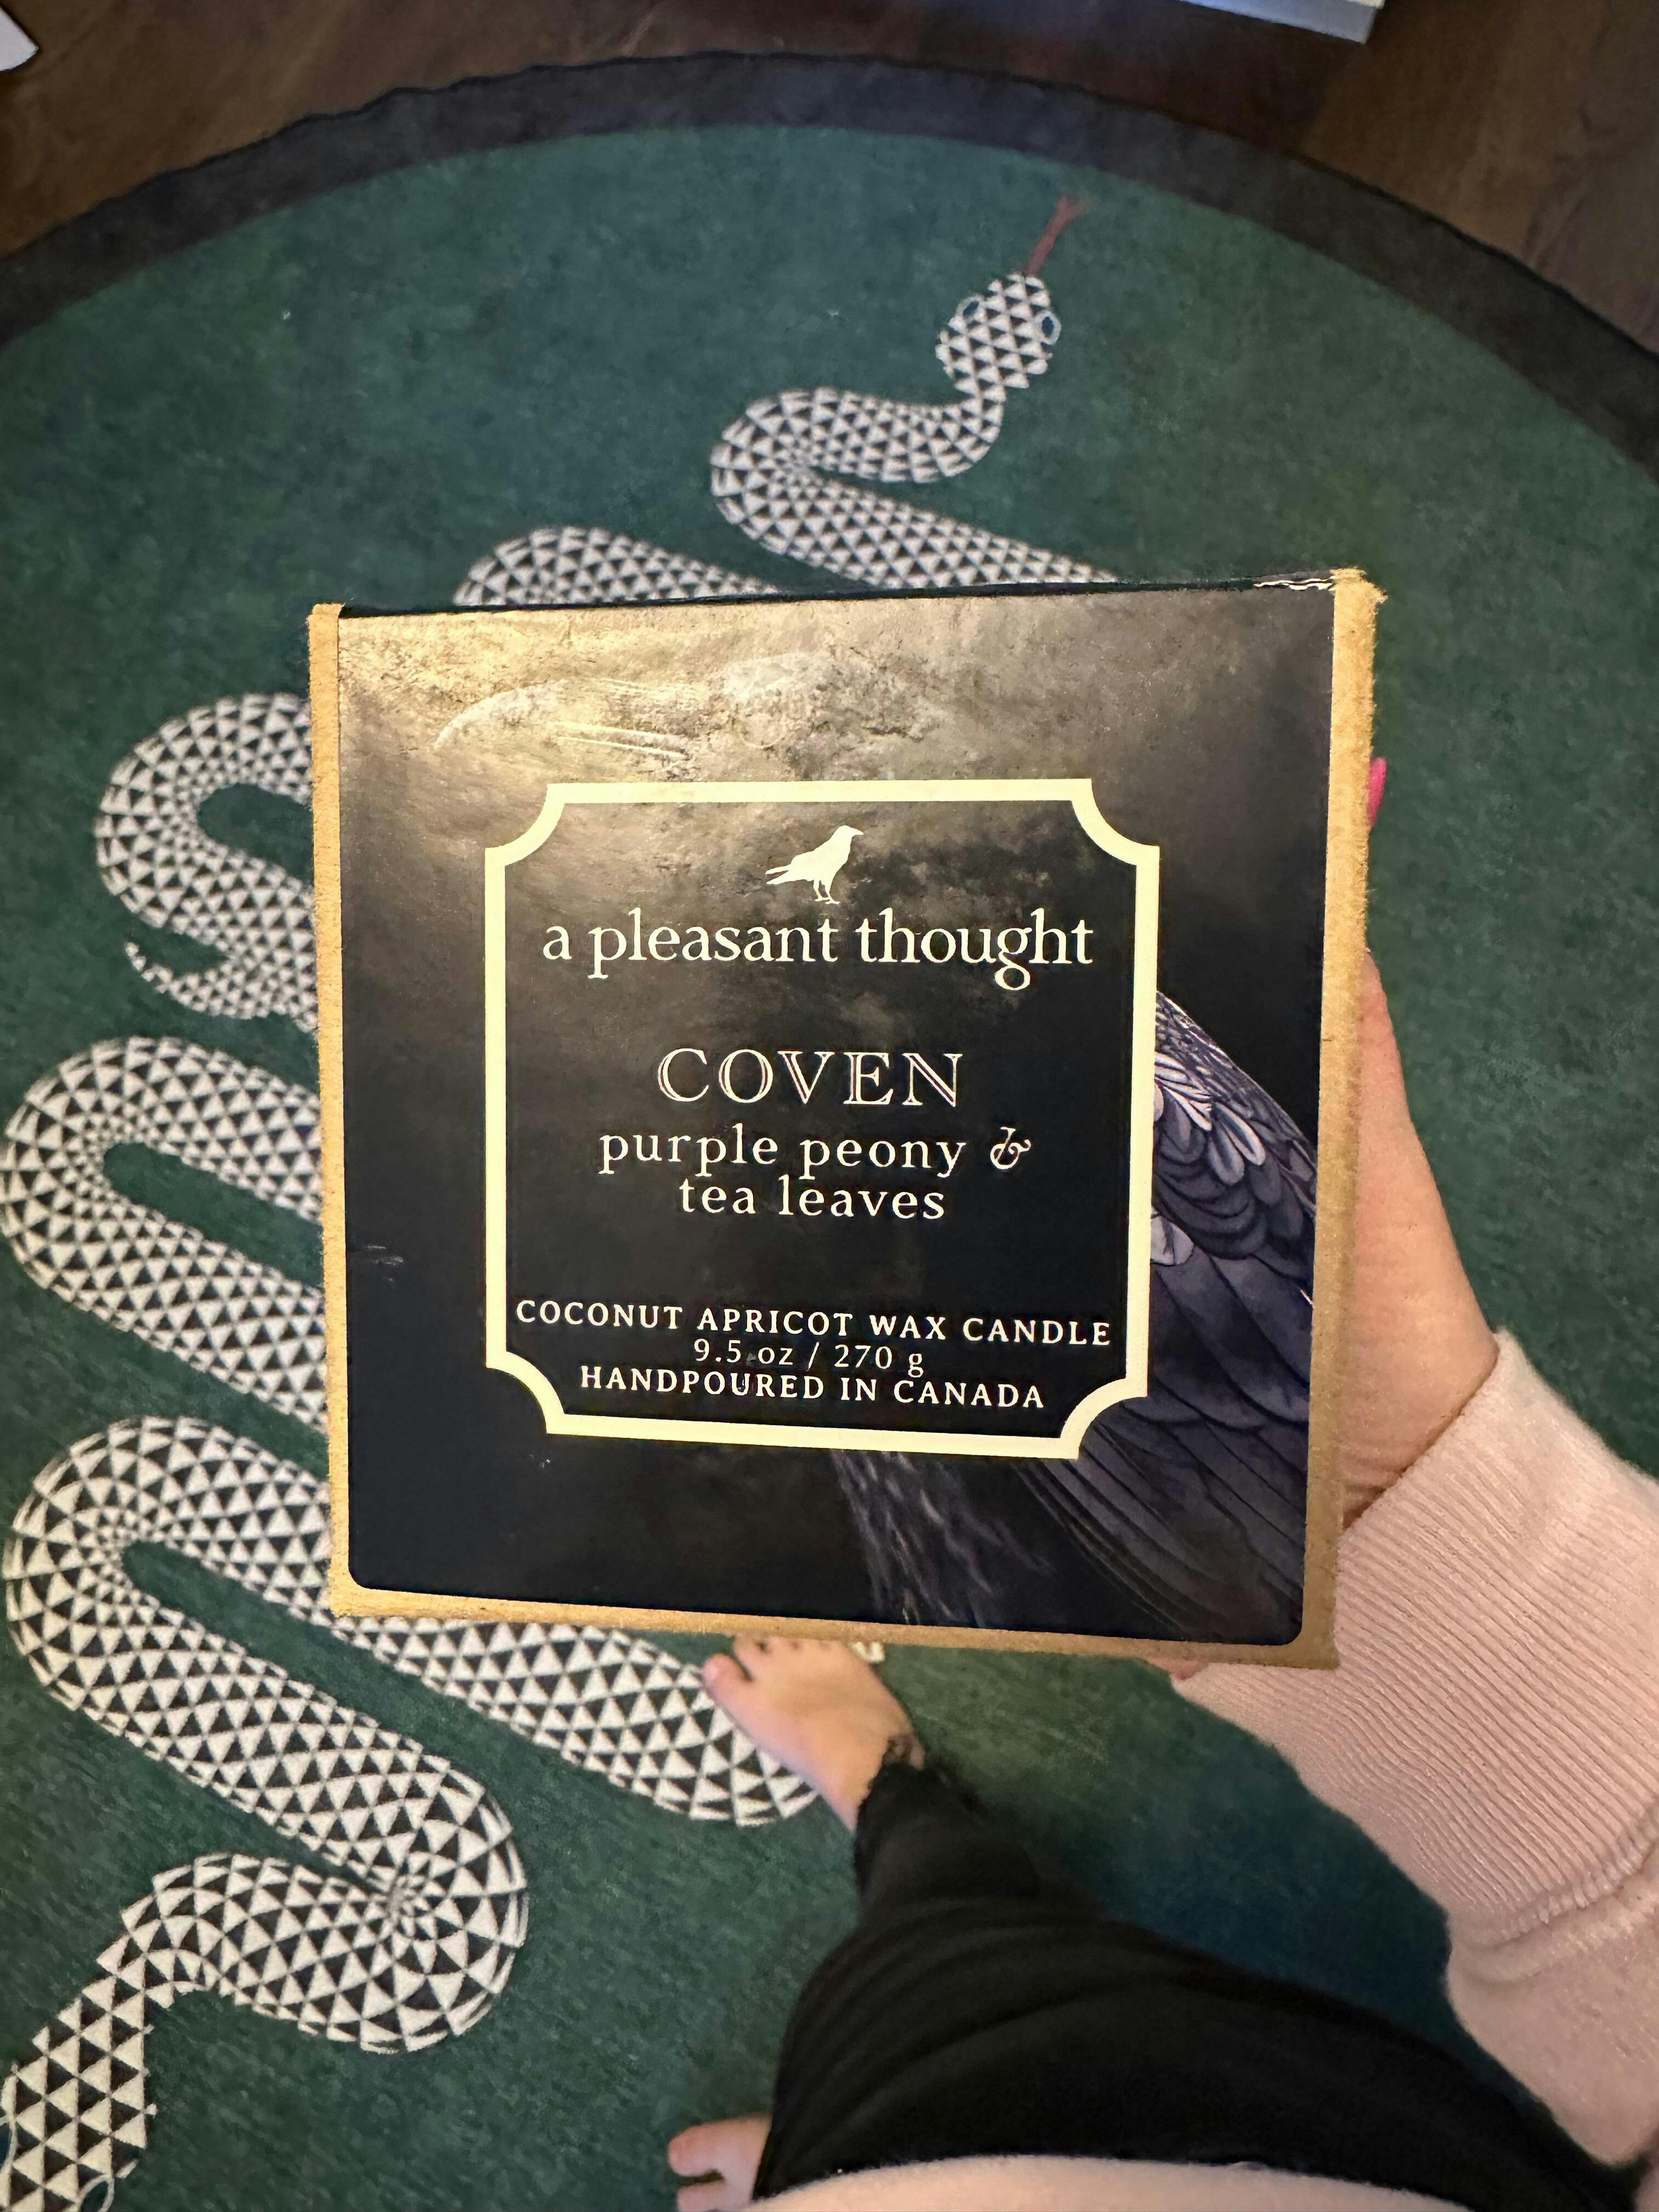 a pleasant thought
COVEN
purple peony &
tea leaves
COCONUT APRICOT WAX CANDLE
9.5 oz / 270 g
HANDPOURED IN CANADA